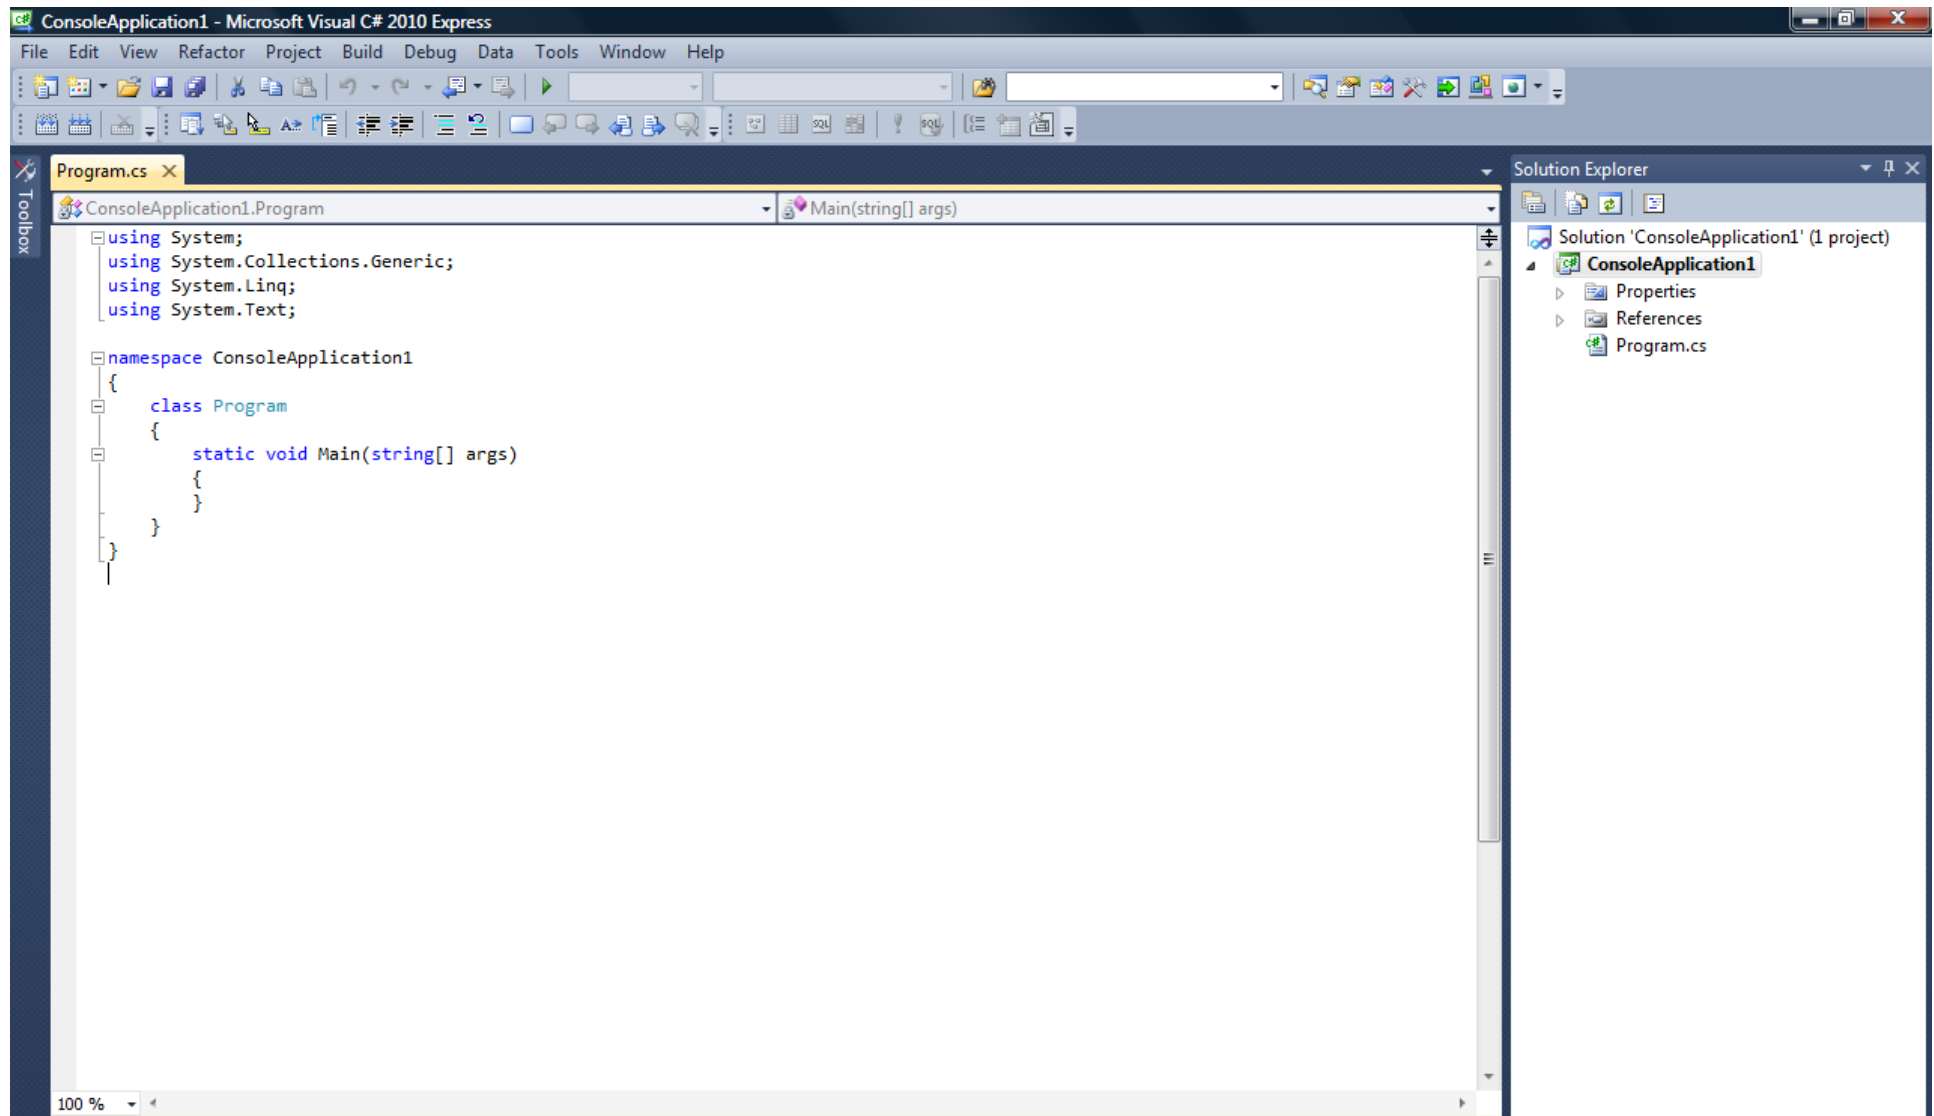 ConsoleApplication1 - Microsoft Visual C# 2010 Express
File Edit View Refactor Project Build Debug Data Tools Window Help
Toolbox
Program.cs
ConsoleApplication1.Program
Main(string[] args)
using System;
using System.Collections.Generic;
using System.Linq;
using System.Text;
namespace ConsoleApplication1
{
class Program
{
static void Main(string[] args)
{
}
}
}
100 %
Solution Explorer
Solution 'ConsoleApplication1' (1 project)
ConsoleApplication1
Properties
References
Program.cs